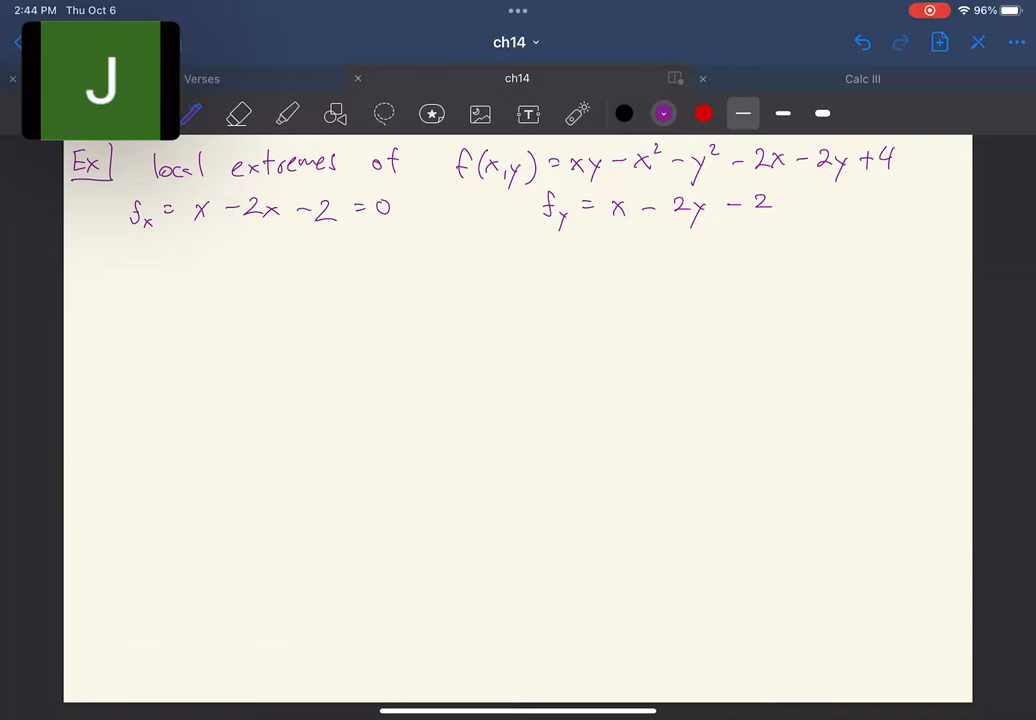 2:44 PM Thu Oct 6
96%
ch14
Verses
ch14
Calc III
J
T
Ex] local extremes of f(x,y) = xy - x² - y² - 2x - 2y + 4
fₓ = x - 2x - 2 = 0 f_y = x - 2y - 2